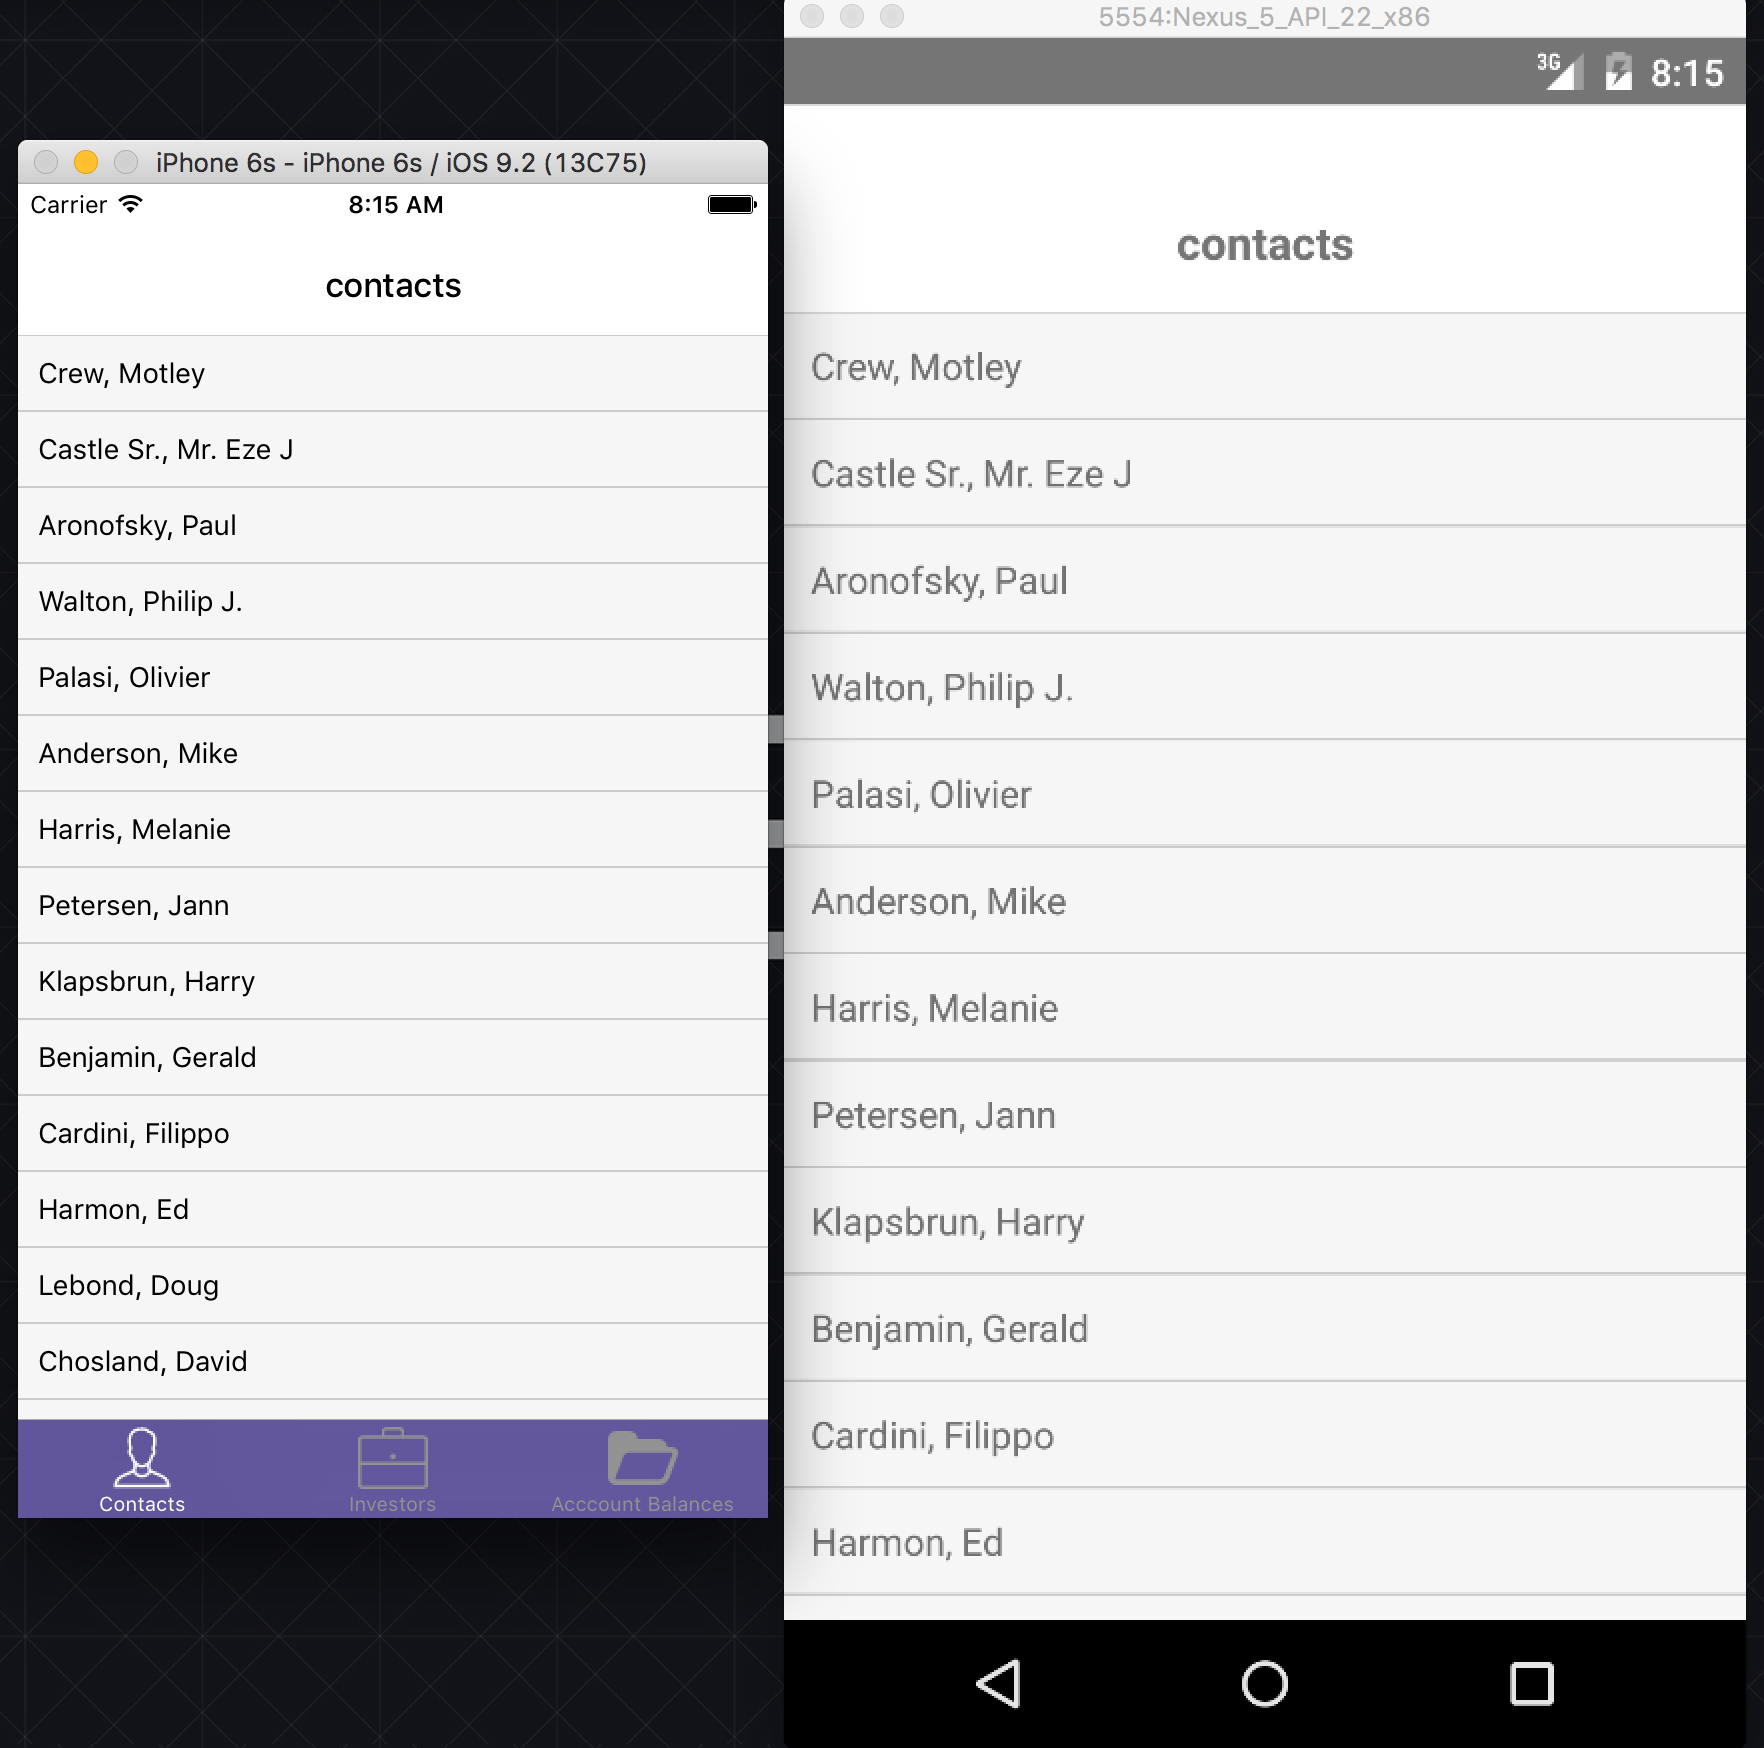 iPhone 6s - iPhone 6s / iOS 9.2 (13C75)
Carrier 8:15 AM
contacts
Crew, Motley
Castle Sr., Mr. Eze J
Aronofsky, Paul
Walton, Philip J.
Palasi, Olivier
Anderson, Mike
Harris, Melanie
Petersen, Jann
Klapsbrun, Harry
Benjamin, Gerald
Cardini, Filippo
Harmon, Ed
Lebond, Doug
Chosland, David
Contacts Investors Acccount Balances
5554:Nexus_5_API_22_x86
3G 8:15
contacts
Crew, Motley
Castle Sr., Mr. Eze J
Aronofsky, Paul
Walton, Philip J.
Palasi, Olivier
Anderson, Mike
Harris, Melanie
Petersen, Jann
Klapsbrun, Harry
Benjamin, Gerald
Cardini, Filippo
Harmon, Ed